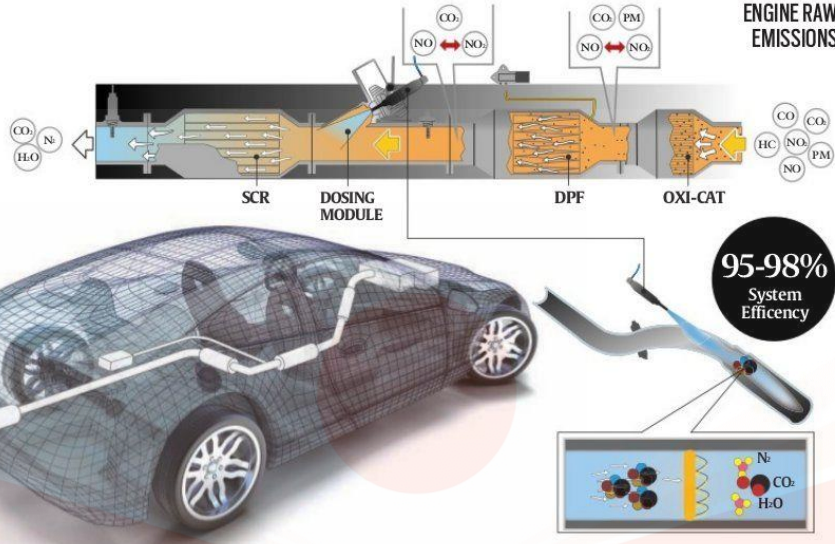 ENGINE RAW
EMISSIONS
CO₂
NO
NO₂
CO₂
PM
NO
NO₂
CO₂
N₂
H₂O
CO
CO₂
HC
NO₂
PM
NO
SCR
DOSING
MODULE
DPF
OXI-CAT
95-98%
System
Efficency
N₂
CO₂
H₂O